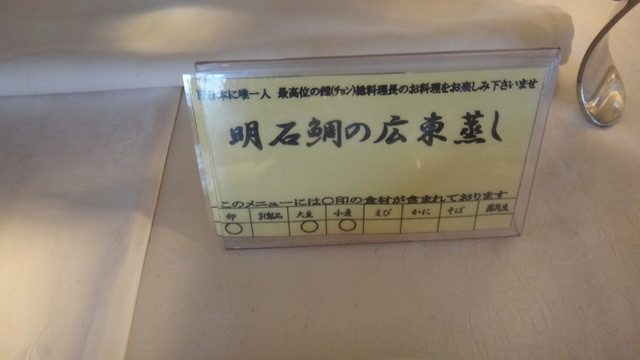 西日本に唯一人 最高位の鍾(ﾁｮﾝ)総料理長のお料理をお楽しみ下さいませ
明石鯛の広東蒸し
このメニューには〇印の食材が含まれております
卵 乳製品 大豆 小麦 えび かに そば 落花生
〇 〇 〇